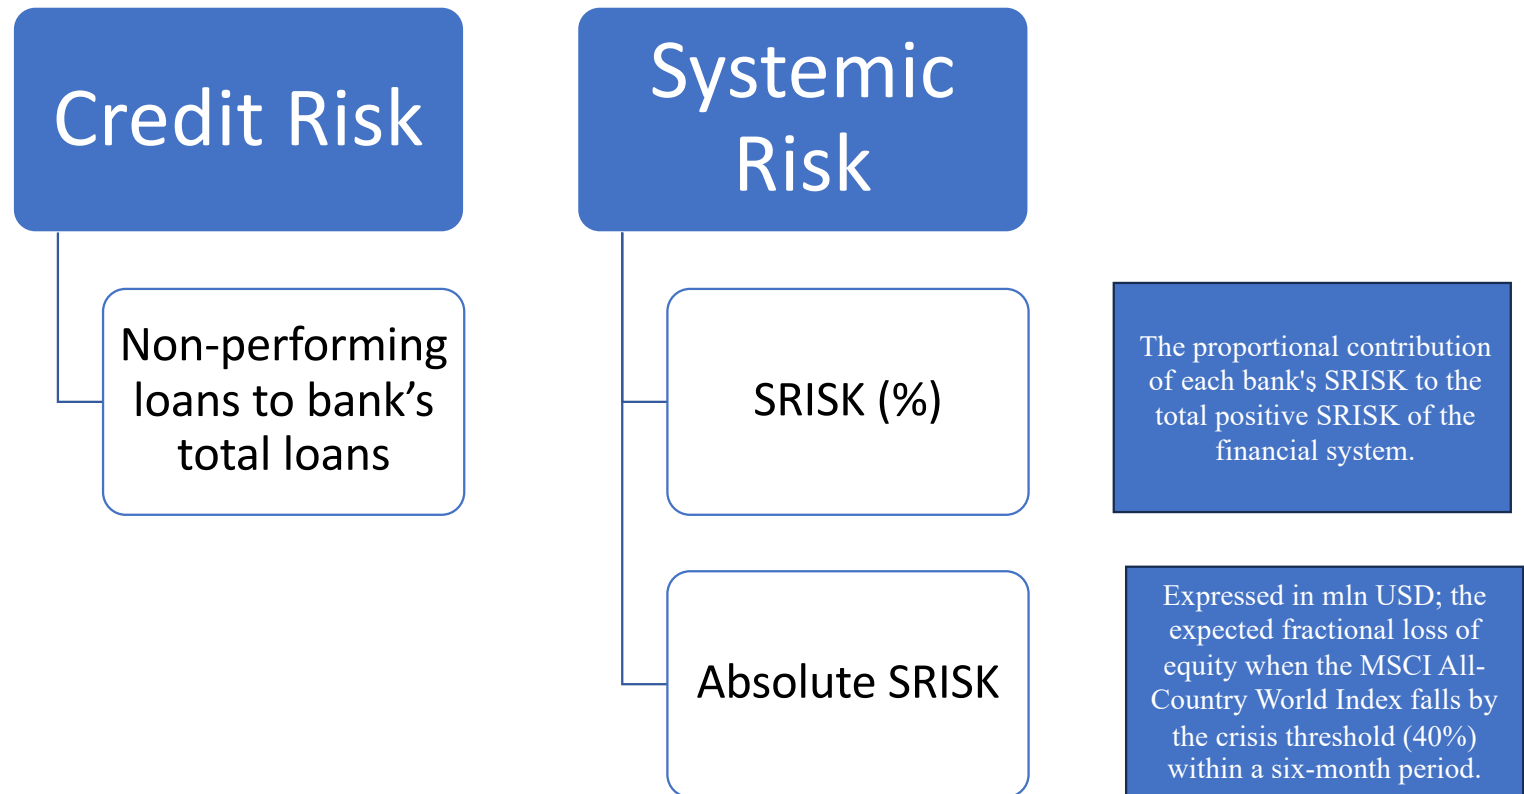 Credit Risk
Non-performing
loans to bank’s
total loans
Systemic
Risk
SRISK (%)
The proportional contribution
of each bank's SRISK to the
total positive SRISK of the
financial system.
Absolute SRISK
Expressed in mln USD; the
expected fractional loss of
equity when the MSCI All-
Country World Index falls by
the crisis threshold (40%)
within a six-month period.